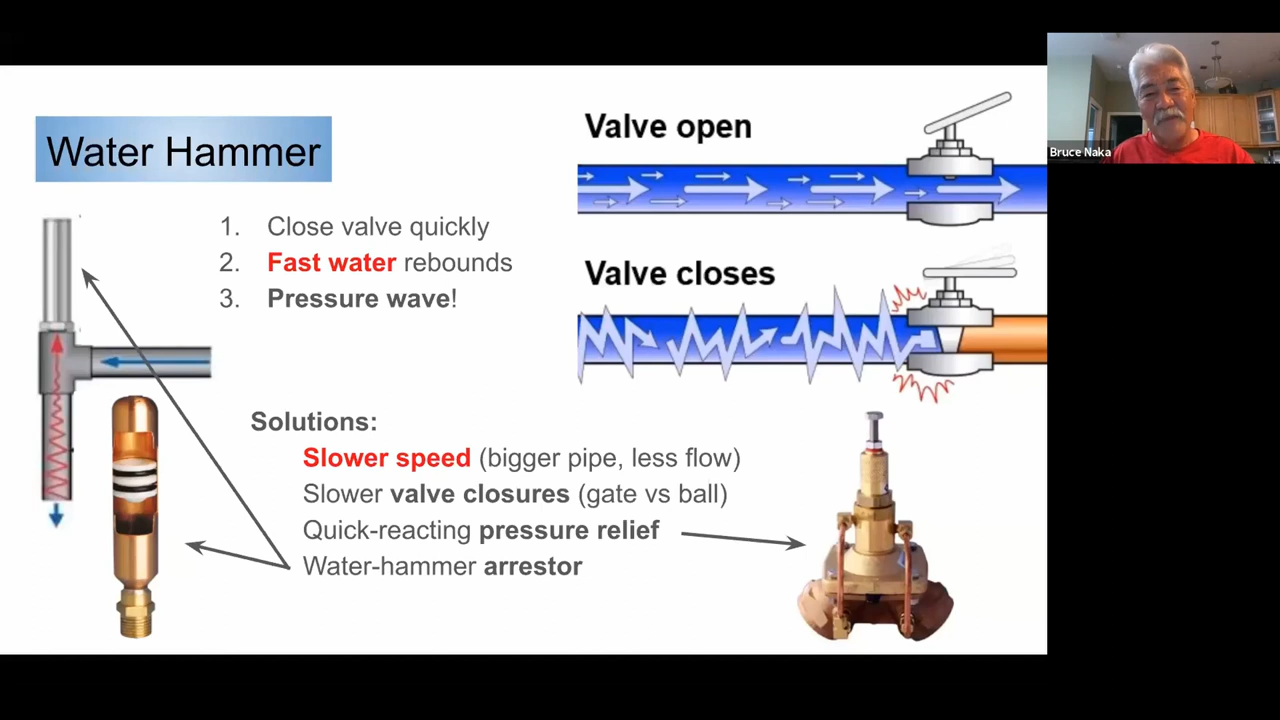 Water Hammer
1. Close valve quickly
2. Fast water rebounds
3. Pressure wave!
Valve open
Valve closes
Solutions:
Slower speed (bigger pipe, less flow)
Slower valve closures (gate vs ball)
Quick-reacting pressure relief
Water-hammer arrestor
Bruce Naka